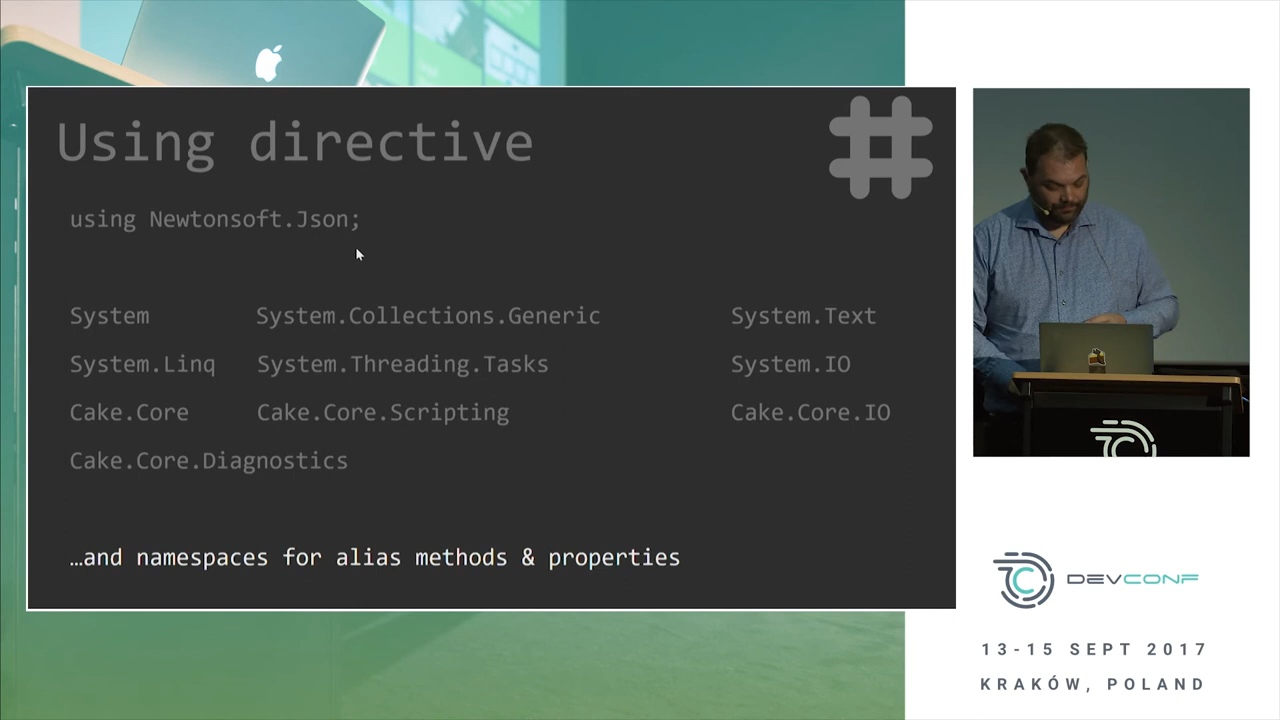 Using directive
using Newtonsoft.Json;
System System.Collections.Generic System.Text
System.Linq System.Threading.Tasks System.IO
Cake.Core Cake.Core.Scripting Cake.Core.IO
Cake.Core.Diagnostics
…and namespaces for alias methods & properties
DEVCONF
13-15 SEPT 2017
KRAKÓW, POLAND